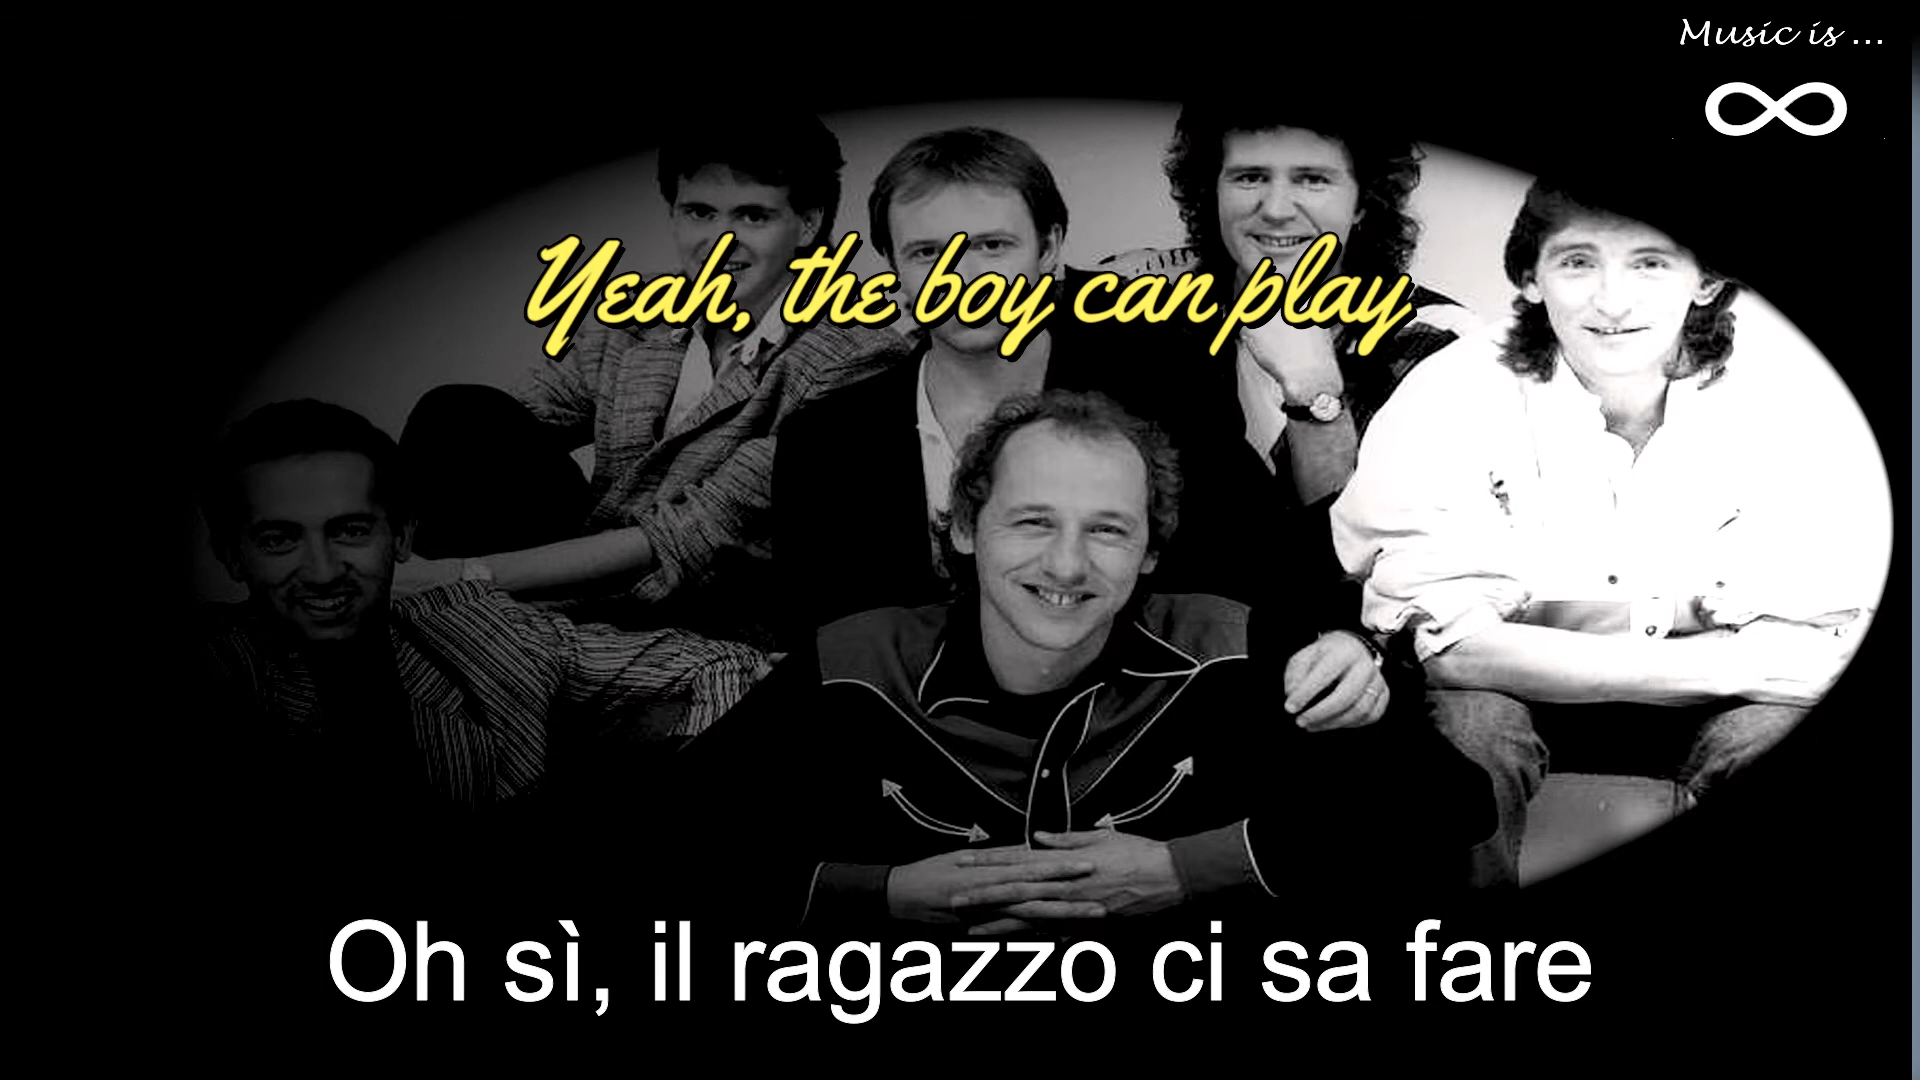 Music is ...
Yeah, the boy can play
Oh sì, il ragazzo ci sa fare